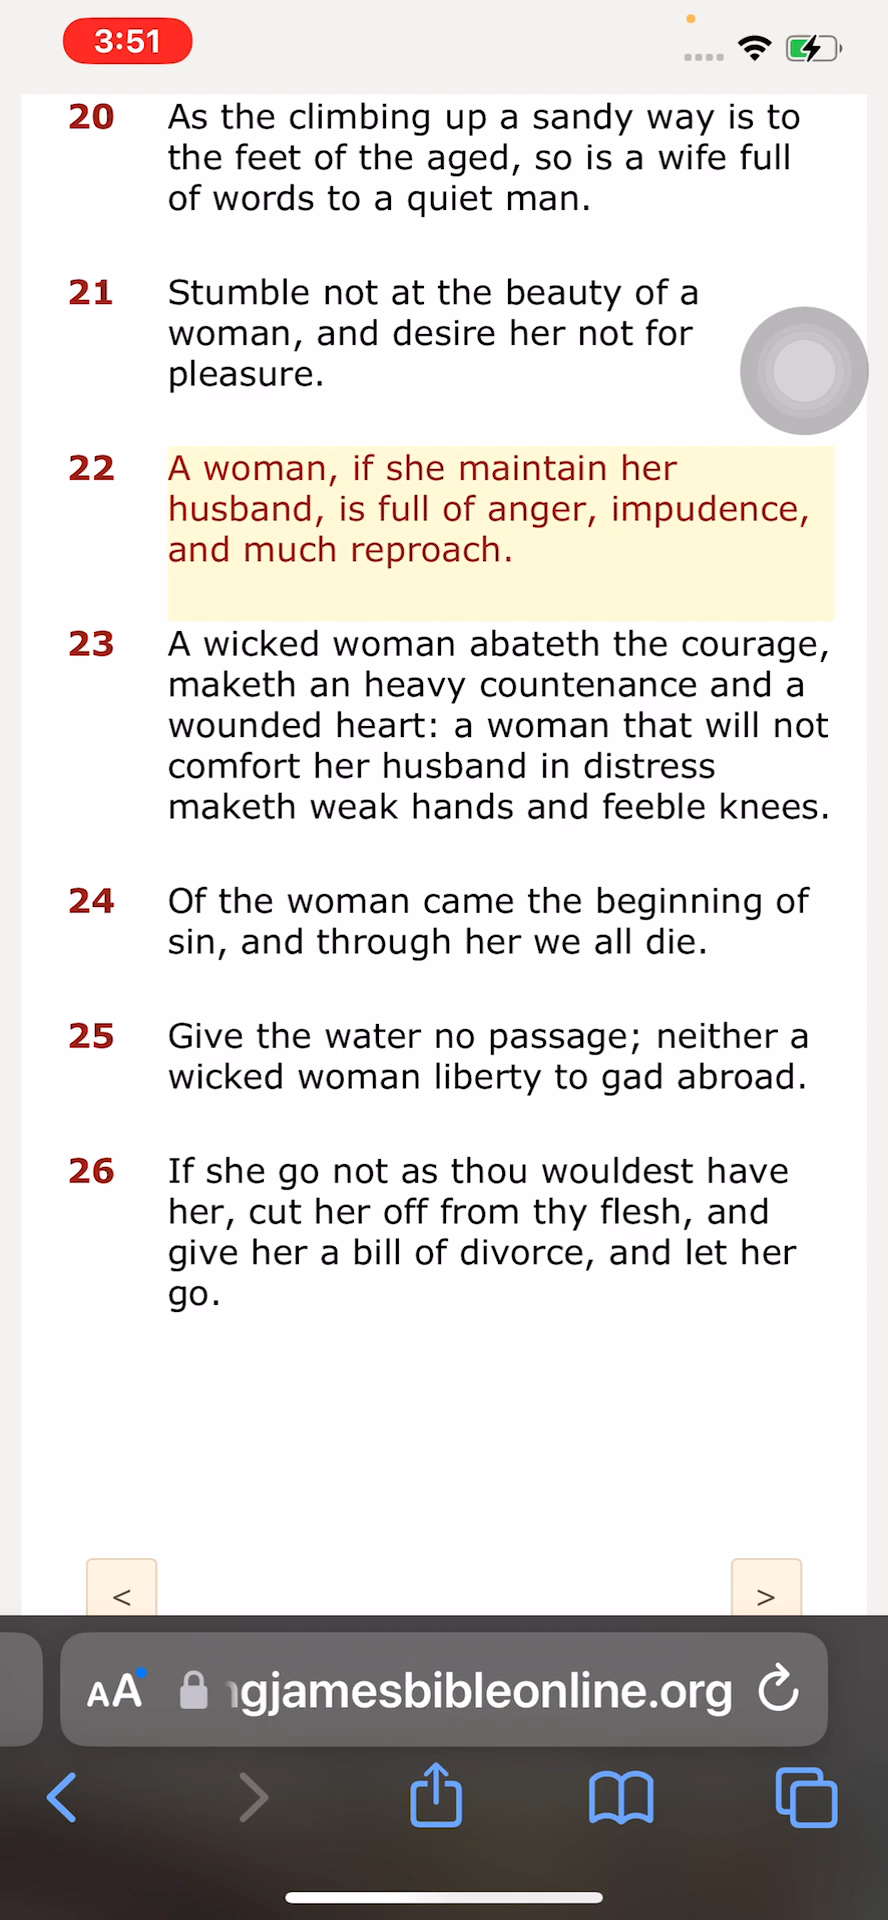 3:51
20 As the climbing up a sandy way is to
the feet of the aged, so is a wife full
of words to a quiet man.
21 Stumble not at the beauty of a
woman, and desire her not for
pleasure.
22 A woman, if she maintain her
husband, is full of anger, impudence,
and much reproach.
23 A wicked woman abateth the courage,
maketh an heavy countenance and a
wounded heart: a woman that will not
comfort her husband in distress
maketh weak hands and feeble knees.
24 Of the woman came the beginning of
sin, and through her we all die.
25 Give the water no passage; neither a
wicked woman liberty to gad abroad.
26 If she go not as thou wouldest have
her, cut her off from thy flesh, and
give her a bill of divorce, and let her
go.
< >
AA ngjamesbibleonline.org